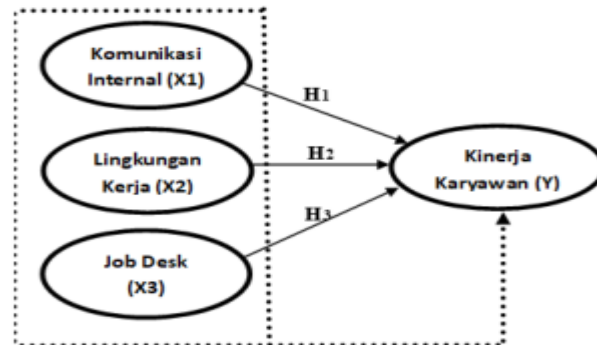 Komunikasi
Internal (X1)
H1
Lingkungan
Kerja (X2)
H2
Kinerja
Karyawan (Y)
H3
Job Desk
(X3)